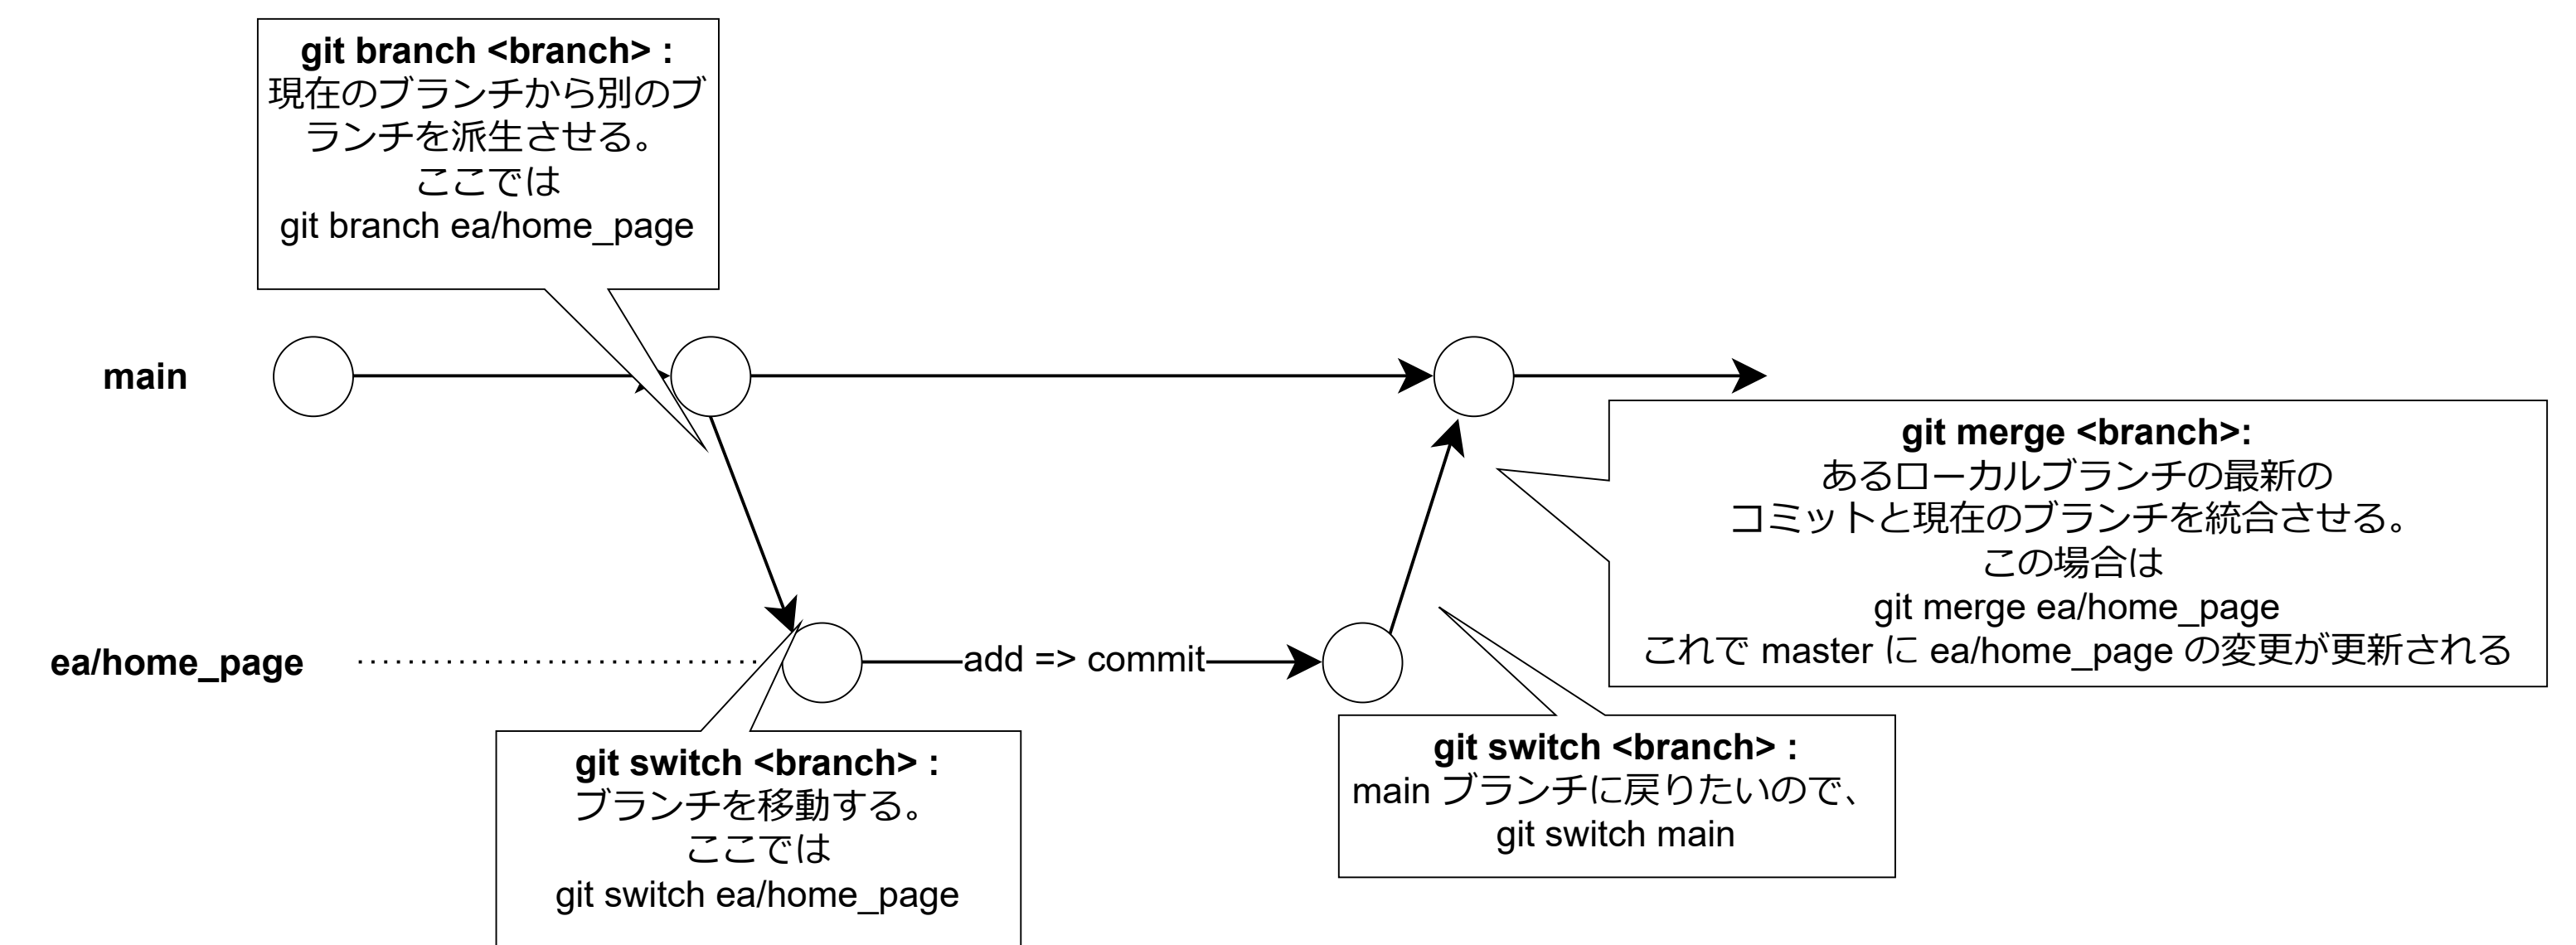 git branch <branch> :
現在のブランチから別のブ
ランチを派生させる。
ここでは
git branch ea/home_page
main
git merge <branch>:
あるローカルブランチの最新の
コミットと現在のブランチを統合させる。
この場合は
git merge ea/home_page
これで master に ea/home_page の変更が更新される
ea/home_page
add => commit
git switch <branch> :
ブランチを移動する。
ここでは
git switch ea/home_page
git switch <branch> :
main ブランチに戻りたいので、
git switch main